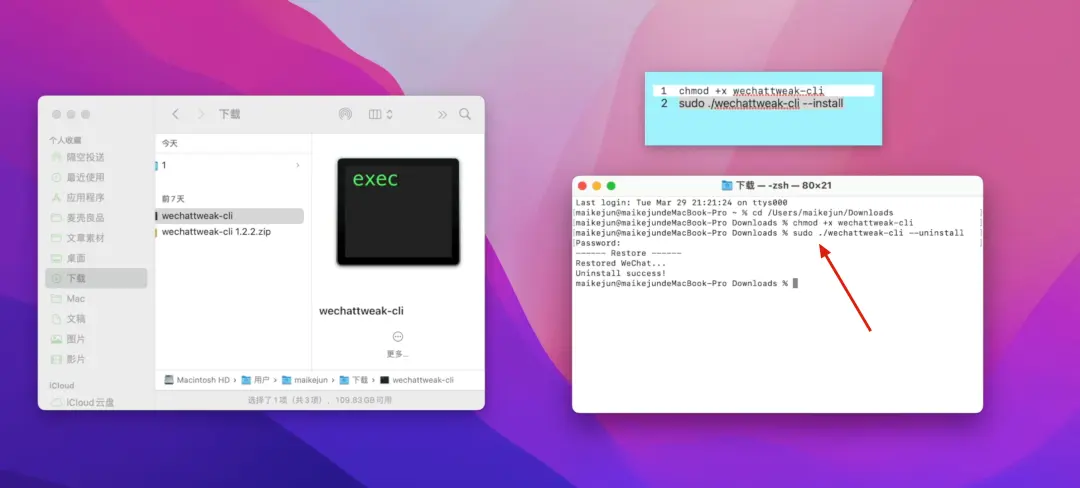 下载
个人收藏
隔空投送
最近使用
应用程序
麦壳良品
文章素材
桌面
下载
Mac
文稿
图片
影片
iCloud
iCloud 云盘
今天
1
前 7 天
wechattweak-cli
wechattweak-cli 1.2.2.zip
exec
wechattweak-cli
更多...
Macintosh HD › 用户 › maikejun › 下载 › wechattweak-cli
选择了 1 项（共 3 项），109.83 GB 可用
1 chmod +x wechattweak-cli
2 sudo ./wechattweak-cli --install
下载 — -zsh — 80×21
Last login: Tue Mar 29 21:21:24 on ttys000
[maikejun@maikejundeMacBook-Pro ~ % cd /Users/maikejun/Downloads ]
[maikejun@maikejundeMacBook-Pro Downloads % chmod +x wechattweak-cli ]
[maikejun@maikejundeMacBook-Pro Downloads % sudo ./wechattweak-cli --uninstall ]
Password:
------ Restore ------
Restored WeChat...
Uninstall success!
maikejun@maikejundeMacBook-Pro Downloads %